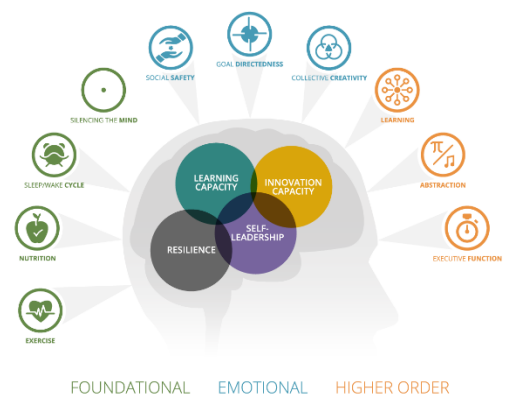 GOAL DIRECTEDNESS
SOCIAL SAFETY
COLLECTIVE CREATIVITY
SILENCING THE MIND
LEARNING
SLEEP/WAKE CYCLE
ABSTRACTION
NUTRITION
EXECUTIVE FUNCTION
EXERCISE
LEARNING
CAPACITY
INNOVATION
CAPACITY
SELF-
LEADERSHIP
RESILIENCE
π
FOUNDATIONAL EMOTIONAL HIGHER ORDER